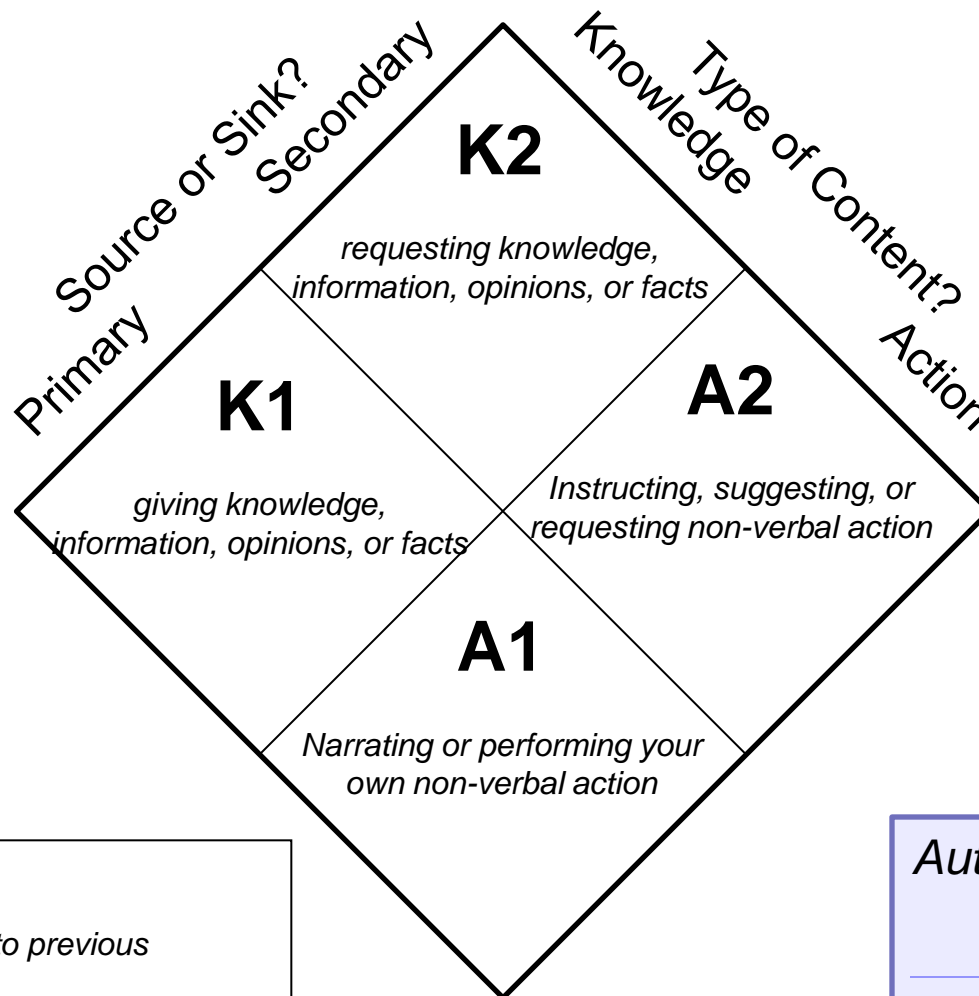 Source or Sink?
Secondary
Primary
Type of Content?
Knowledge
Action
K2
requesting knowledge,
information, opinions, or facts
K1
giving knowledge,
information, opinions, or facts
A2
Instructing, suggesting, or
requesting non-verbal action
A1
Narrating or performing your
own non-verbal action
to previous